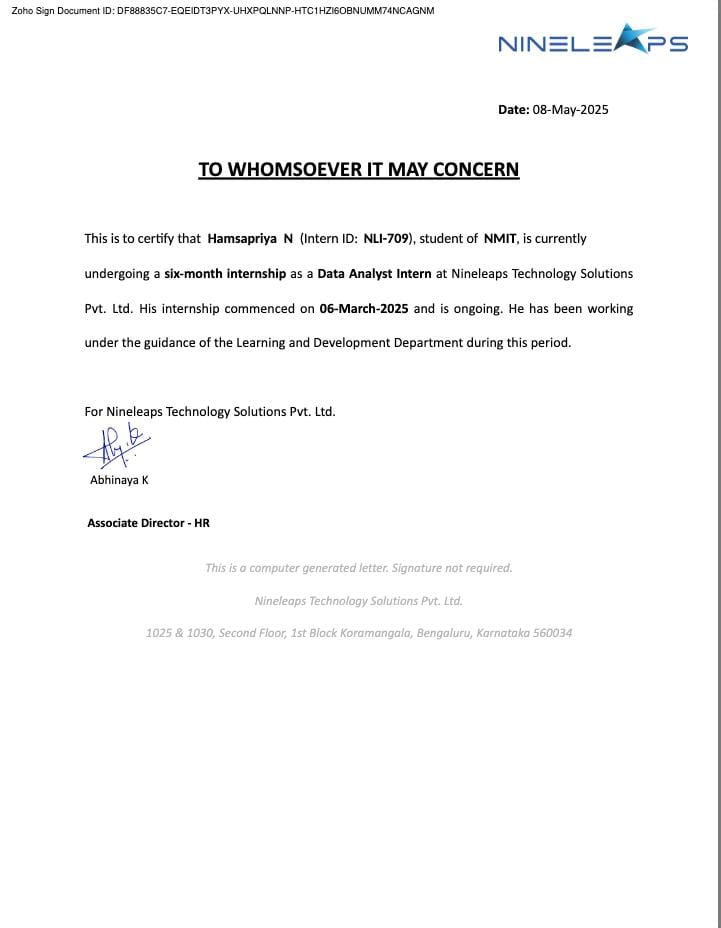 Zoho Sign Document ID: DF88835C7-EQEIDT3PYX-UHXPQLNNP-HTC1HZI6OBNUMM74NCAGNM
NINELEAPS
Date: 08-May-2025
TO WHOMSOEVER IT MAY CONCERN
This is to certify that Hamsapriya N (Intern ID: NLI-709), student of NMIT, is currently
undergoing a six-month internship as a Data Analyst Intern at Nineleaps Technology Solutions
Pvt. Ltd. His internship commenced on 06-March-2025 and is ongoing. He has been working
under the guidance of the Learning and Development Department during this period.
For Nineleaps Technology Solutions Pvt. Ltd.
Abhinaya K
Associate Director - HR
This is a computer generated letter. Signature not required.
Nineleaps Technology Solutions Pvt. Ltd.
1025 & 1030, Second Floor, 1st Block Koramangala, Bengaluru, Karnataka 560034